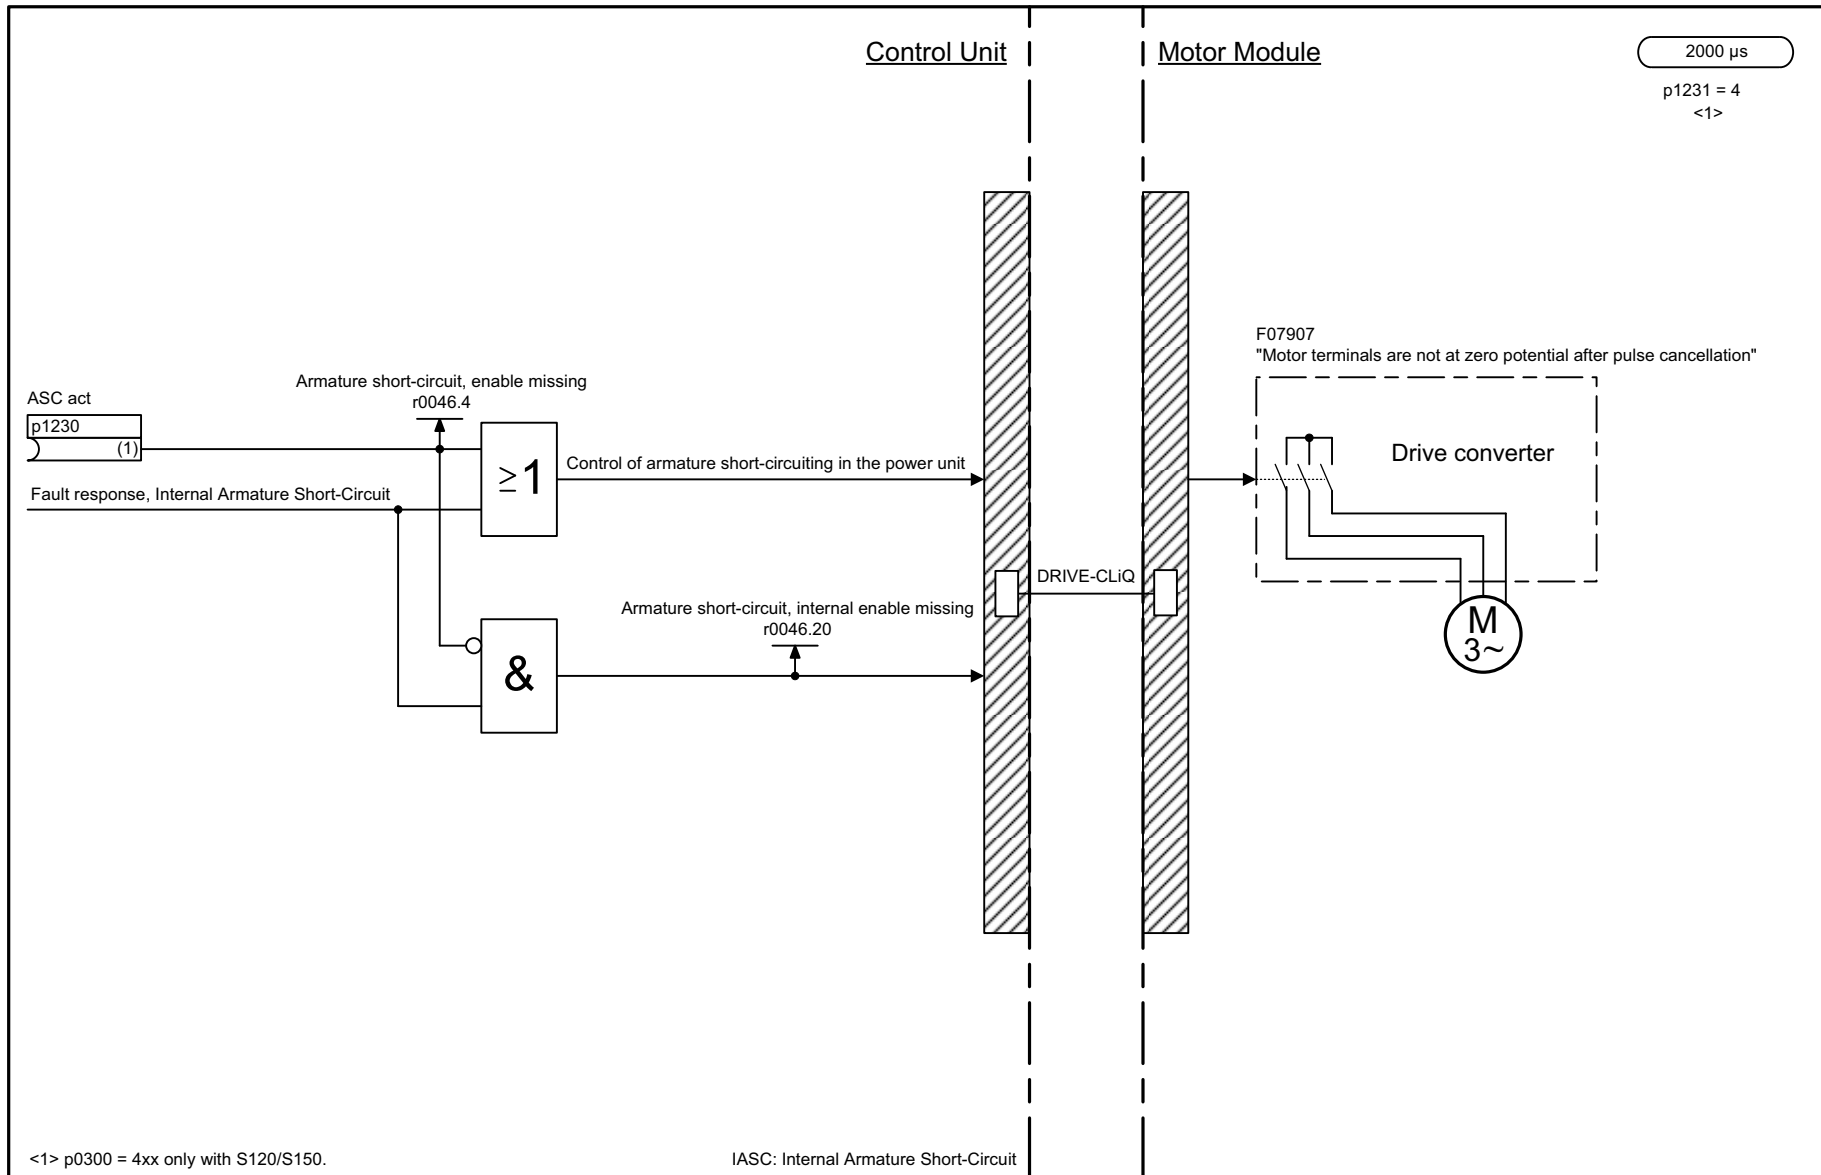 Control Unit
Motor Module
2000 µs
p1231 = 4
<1>
F07907
"Motor terminals are not at zero potential after pulse cancellation"
Armature short-circuit, enable missing
r0046.4
ASC act
p1230
(1)
≥1
Control of armature short-circuiting in the power unit
Drive converter
Fault response, Internal Armature Short-Circuit
DRIVE-CLiQ
Armature short-circuit, internal enable missing
r0046.20
M
3~
&
<1> p0300 = 4xx only with S120/S150.
IASC: Internal Armature Short-Circuit